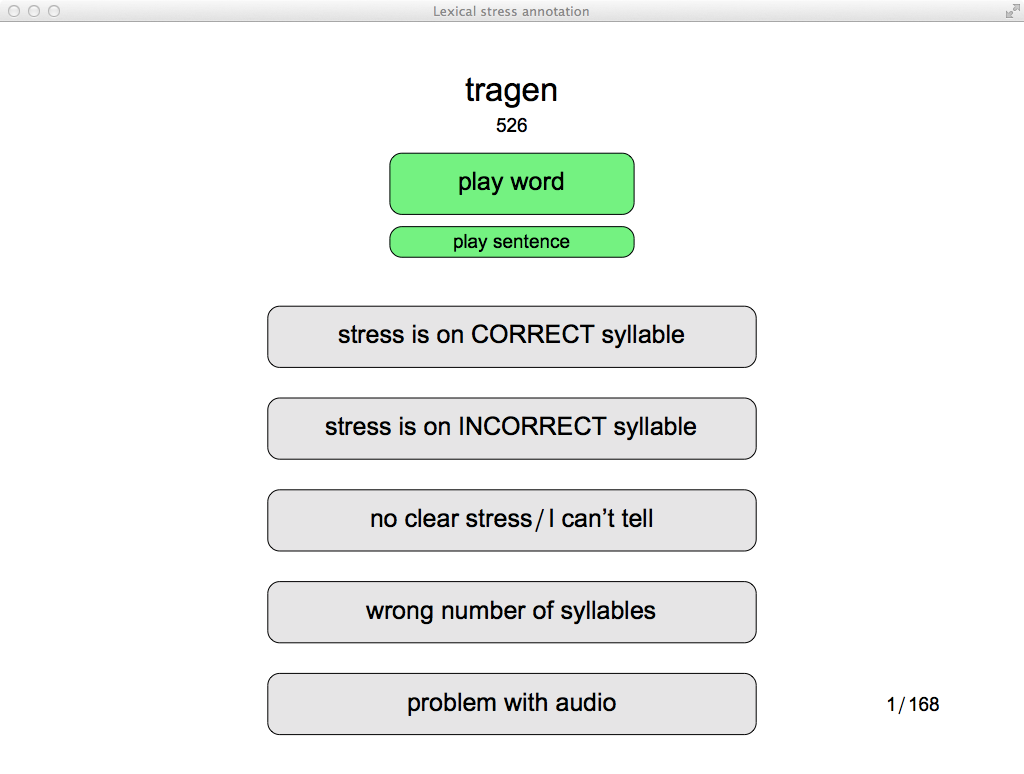 Lexical stress annotation
tragen
526
play word
play sentence
stress is on CORRECT syllable
stress is on INCORRECT syllable
no clear stress/I can't tell
wrong number of syllables
problem with audio
1/168